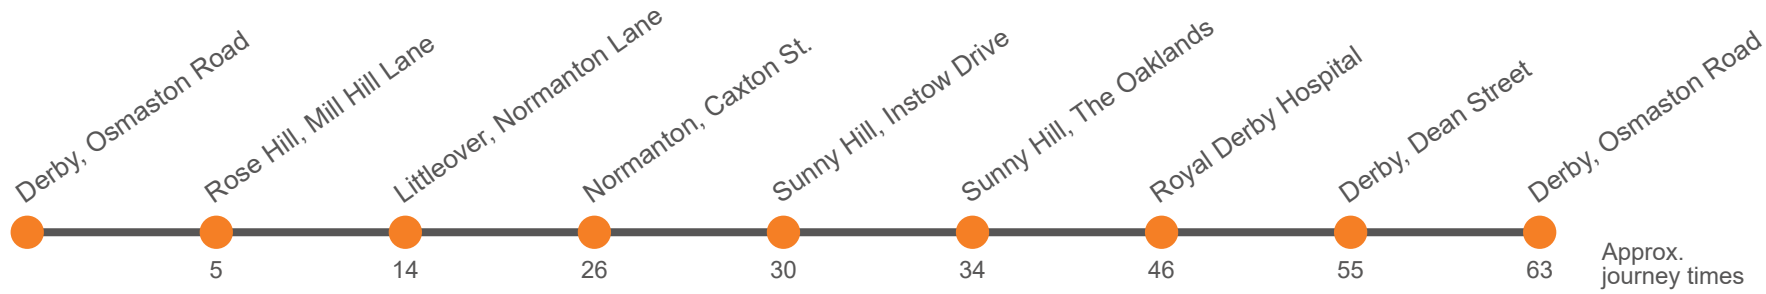 Derby, Osmaston Road
Rose Hill, Mill Hill Lane
Littleover, Normanton Lane
Normanton, Caxton St.
Sunny Hill, Instow Drive
Sunny Hill, The Oaklands
Royal Derby Hospital
Derby, Dean Street
Derby, Osmaston Road
5 14 26 30 34 46 55 63
Approx.
journey times